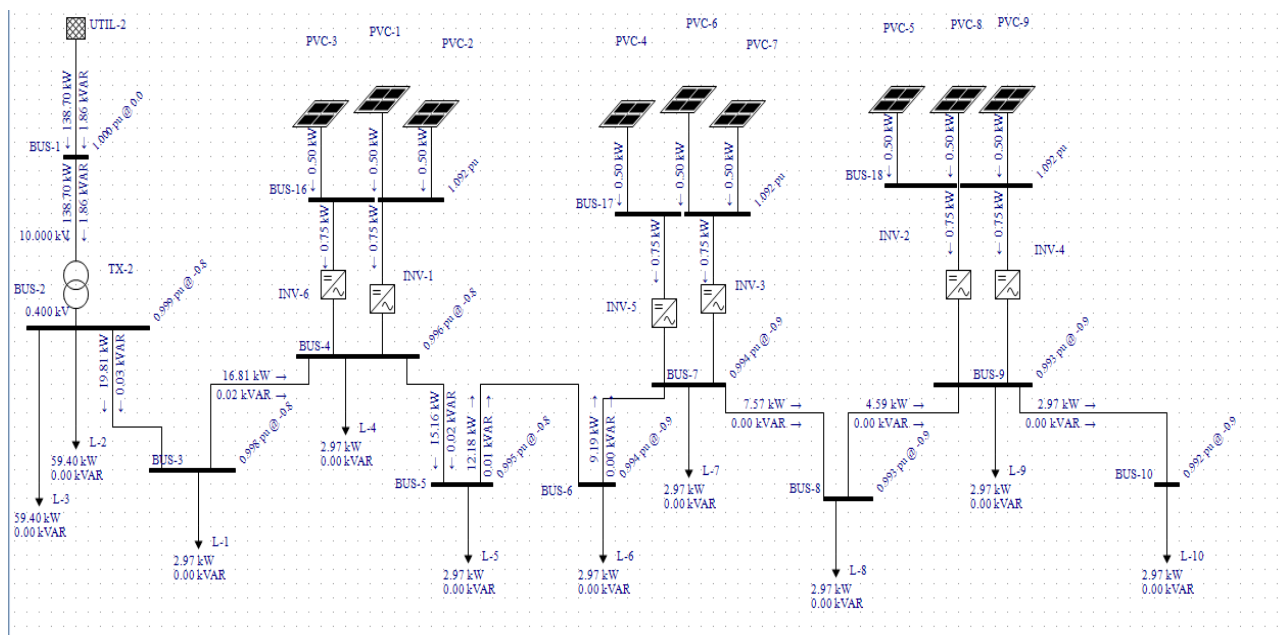 UTIL-2
↓ 138.70 kW
↓ 1.86 kVAR
BUS-1
1.000 pu @ 0.0
↓ 138.70 kW
↓ 1.86 kVAR
10.000 kV
TX-2
BUS-2
0.400 kV
0.999 pu @ -0.8
↓ 19.81 kW
↓ 0.03 kVAR
L-2
59.40 kW
0.00 kVAR
L-3
59.40 kW
0.00 kVAR
BUS-3
0.998 pu @ -0.8
L-1
2.97 kW
0.00 kVAR
16.81 kW →
0.02 kVAR→
PVC-3
PVC-1
PVC-2
↓ 0.50 kW
↓ 0.50 kW
↓ 0.50 kW
BUS-16
1.092 pu
↓ 0.75 kW
↓ 0.75 kW
INV-6
INV-1
BUS-4
0.996 pu @ -0.8
L-4
2.97 kW
0.00 kVAR
↓ 15.16 kW
↓ 0.02 kVAR
BUS-5
12.18 kW →
0.01 kVAR→
0.995 pu @ -0.8
L-5
2.97 kW
0.00 kVAR
PVC-4
PVC-6
PVC-7
↓ 0.50 kW
↓ 0.50 kW
↓ 0.50 kW
BUS-17
1.092 pu
↓ 0.75 kW
↓ 0.75 kW
INV-5
INV-3
BUS-7
0.994 pu @ -0.9
9.19 kW →
0.00 kVAR→
BUS-6
0.994 pu @ -0.9
L-6
2.97 kW
0.00 kVAR
L-7
2.97 kW
0.00 kVAR
7.57 kW →
0.00 kVAR→
BUS-8
0.993 pu @ -0.9
L-8
2.97 kW
0.00 kVAR
4.59 kW →
0.00 kVAR→
PVC-5
PVC-8
PVC-9
↓ 0.50 kW
↓ 0.50 kW
↓ 0.50 kW
BUS-18
1.092 pu
↓ 0.75 kW
↓ 0.75 kW
INV-2
INV-4
BUS-9
0.993 pu @ -0.9
L-9
2.97 kW
0.00 kVAR
2.97 kW →
0.00 kVAR→
BUS-10
0.992 pu @ -0.9
L-10
2.97 kW
0.00 kVAR